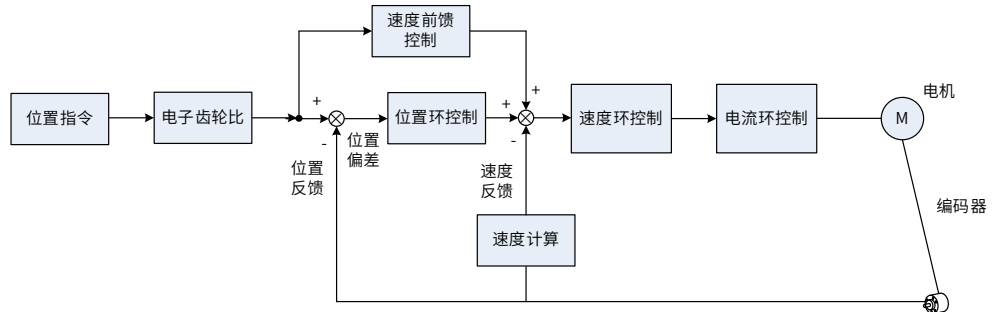 速度前馈
控制
位置指令
电子齿轮比
+
-
位置
反馈
位置
偏差
位置环控制
+
+
-
速度
反馈
速度环控制
电流环控制
电机
M
编码器
速度计算